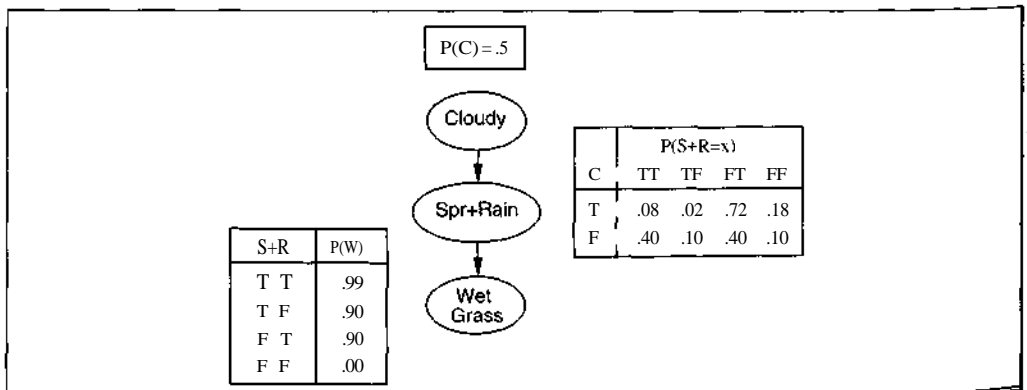 P(C) = .5
Cloudy
P(S+R=x)
C TT TF FT FF
T .08 .02 .72 .18
F .40 .10 .40 .10
Spr+Rain
S+R P(W)
T T .99
T F .90
F T .90
F F .00
Wet
Grass